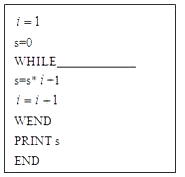 i = 1
s=0
WHILE____________
s=s* i +1
i = i +1
WEND
PRINT s
END